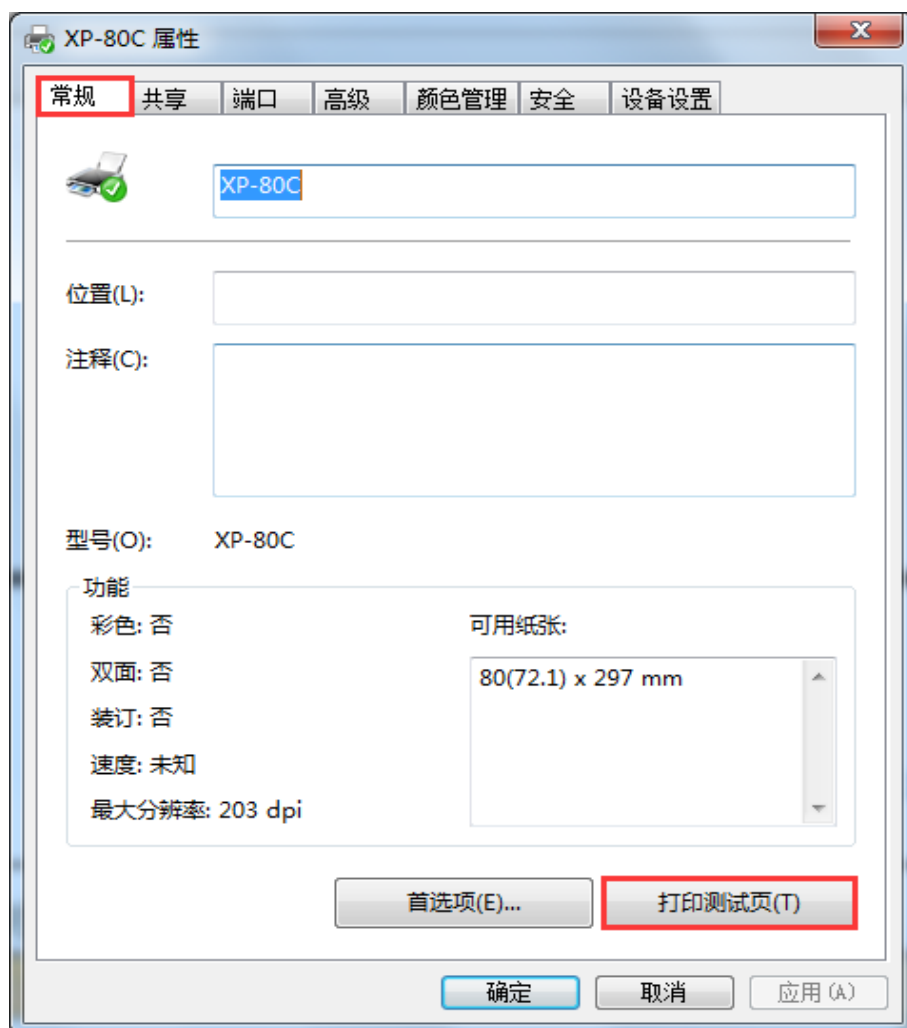 XP-80C 属性
常规 共享 端口 高级 颜色管理 安全 设备设置
XP-80C
位置(L):
注释(C):
型号(O): XP-80C
功能
彩色: 否 可用纸张:
双面: 否 80(72.1) x 297 mm
装订: 否
速度: 未知
最大分辨率: 203 dpi
首选项(E)... 打印测试页(T)
确定 取消 应用(A)